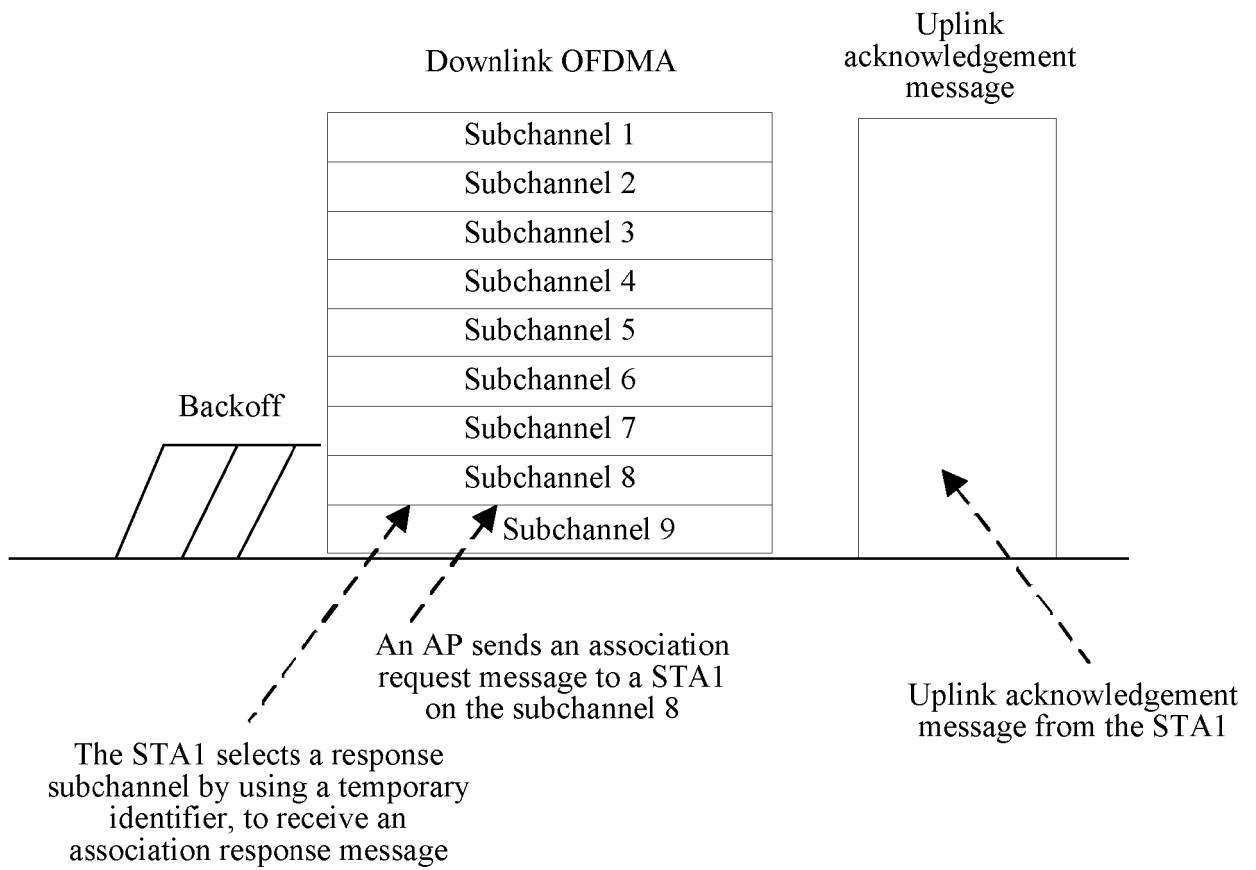 Downlink OFDMA
Uplink
acknowledgement
message
Subchannel 1
Subchannel 2
Subchannel 3
Subchannel 4
Subchannel 5
Subchannel 6
Subchannel 7
Subchannel 8
Subchannel 9
Backoff
An AP sends an association
request message to a STA1
on the subchannel 8
The STA1 selects a response
subchannel by using a temporary
identifier, to receive an
association response message
Uplink acknowledgement
message from the STA1